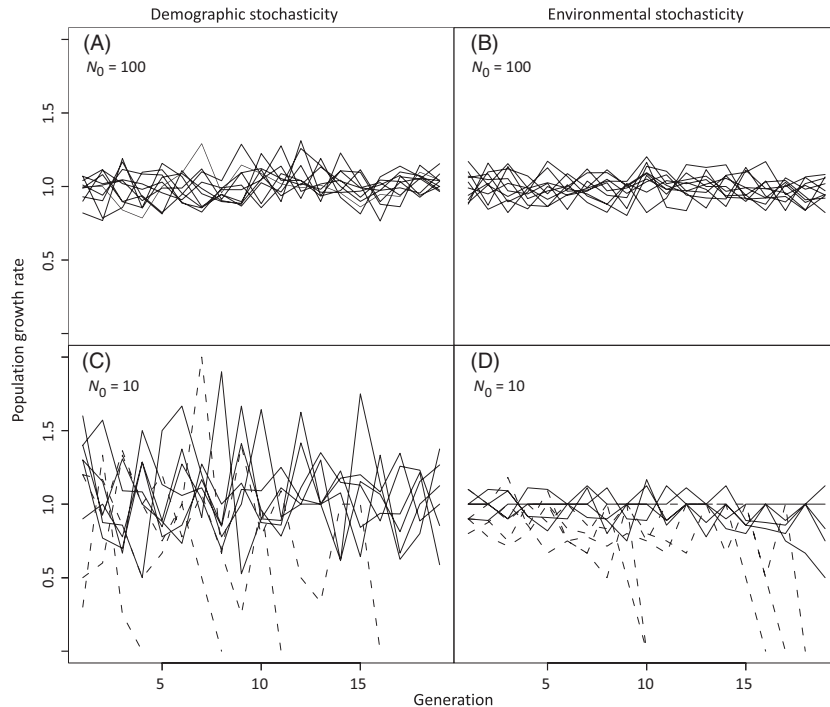 Demographic stochasticity
Environmental stochasticity
(A)
N₀ = 100
(B)
N₀ = 100
1.5
1.0
0.5
Population growth rate
(C)
N₀ = 10
(D)
N₀ = 10
1.5
1.0
0.5
5
10
15
5
10
15
Generation